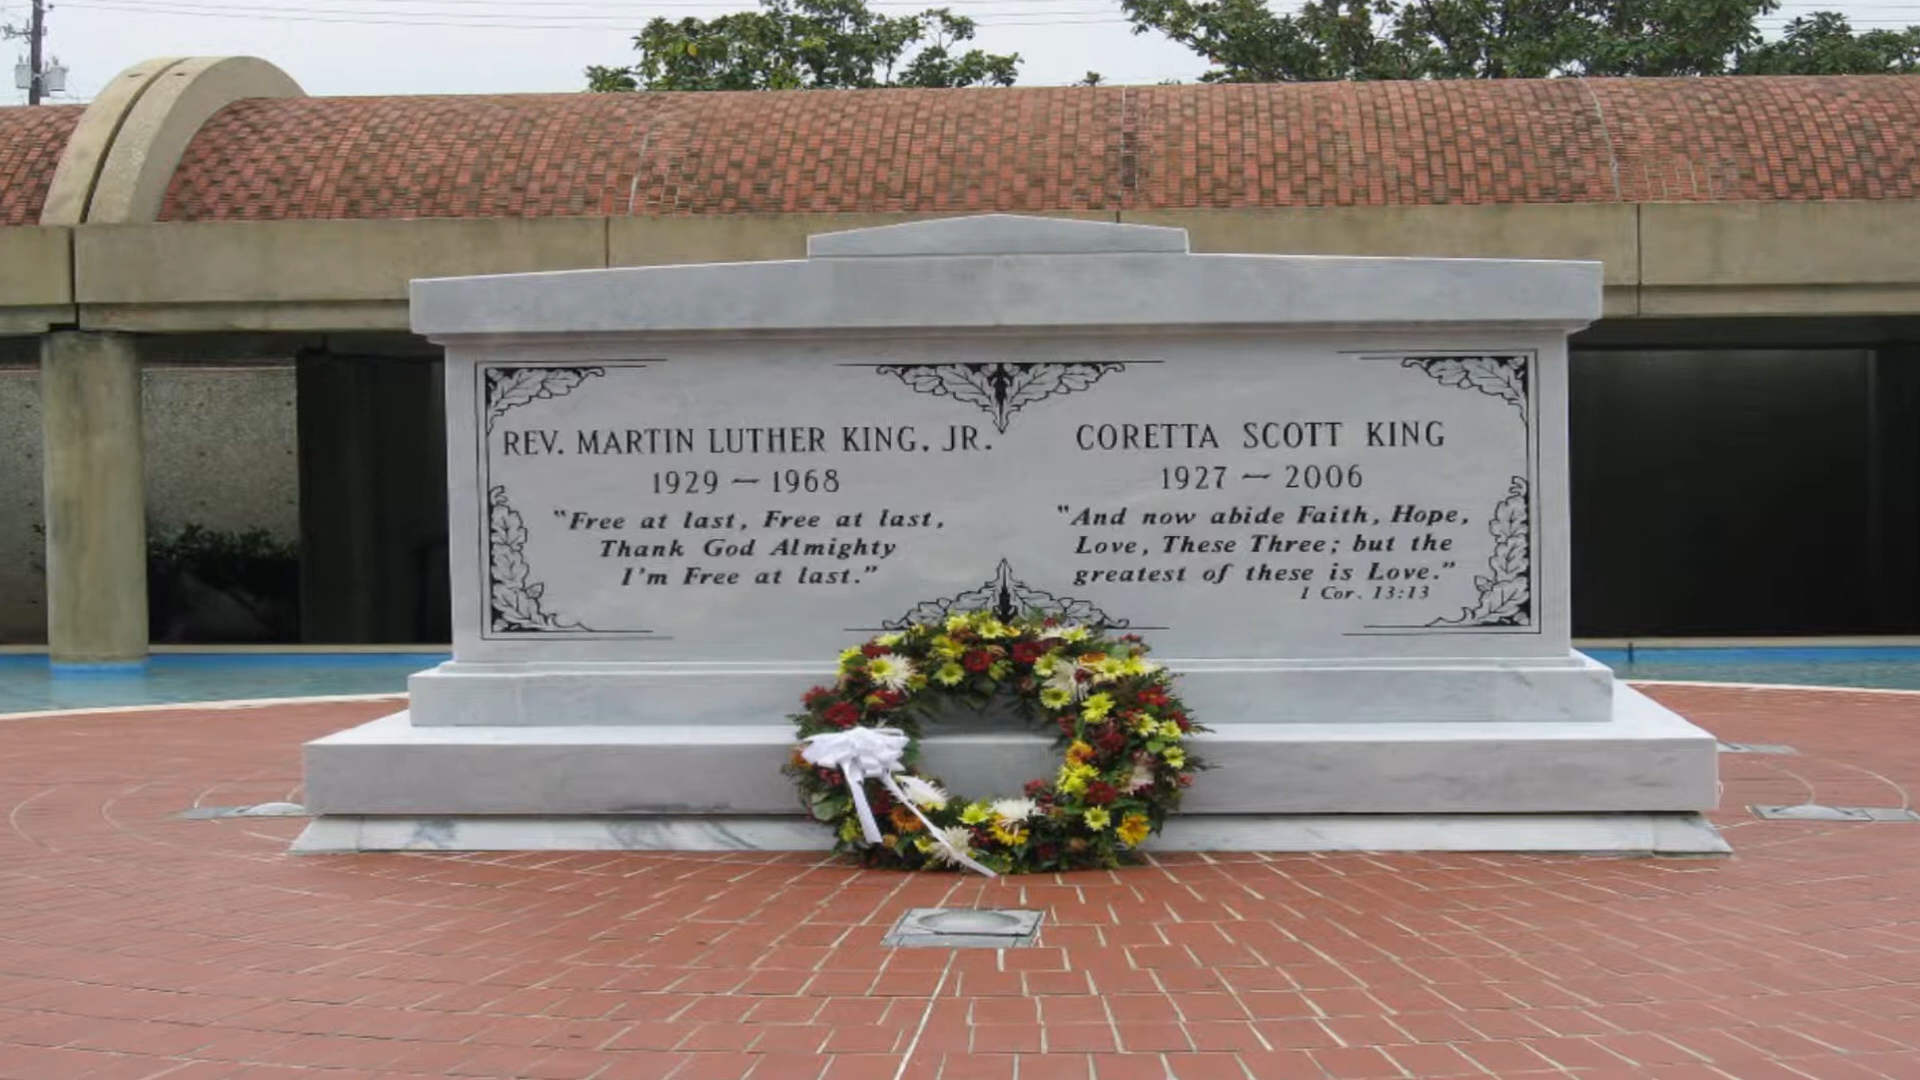 REV. MARTIN LUTHER KING, JR.
1929 — 1968
"Free at last, Free at last,
Thank God Almighty
I'm Free at last."
CORETTA SCOTT KING
1927 — 2006
"And now abide Faith, Hope,
Love, These Three; but the
greatest of these is Love."
1 Cor. 13:13